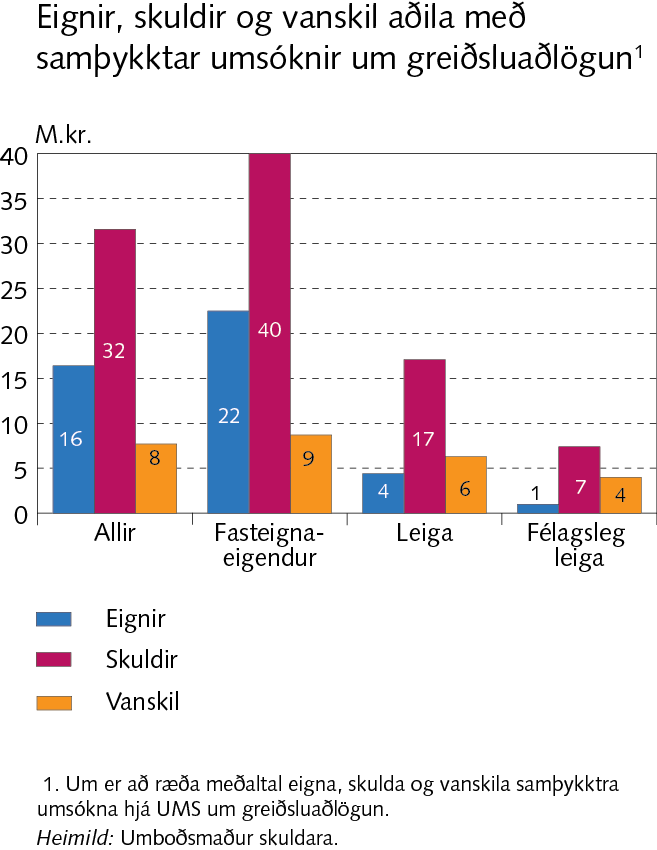 Eignir, skuldir og vanskil aðila með
samþykktar umsóknir um greiðsluaðlögun¹
M.kr.
40
35
30
25
20
15
10
5
0
16
32
8
22
40
9
4
17
6
1
7
4
Allir
Fasteigna-
eigendur
Leiga
Félagsleg
leiga
Eignir
Skuldir
Vanskil
1. Um er að ræða meðaltal eigna, skulda og vanskila samþykktra
umsókna hjá UMS um greiðsluaðlögun.
Heimild: Umboðsmaður skuldara.